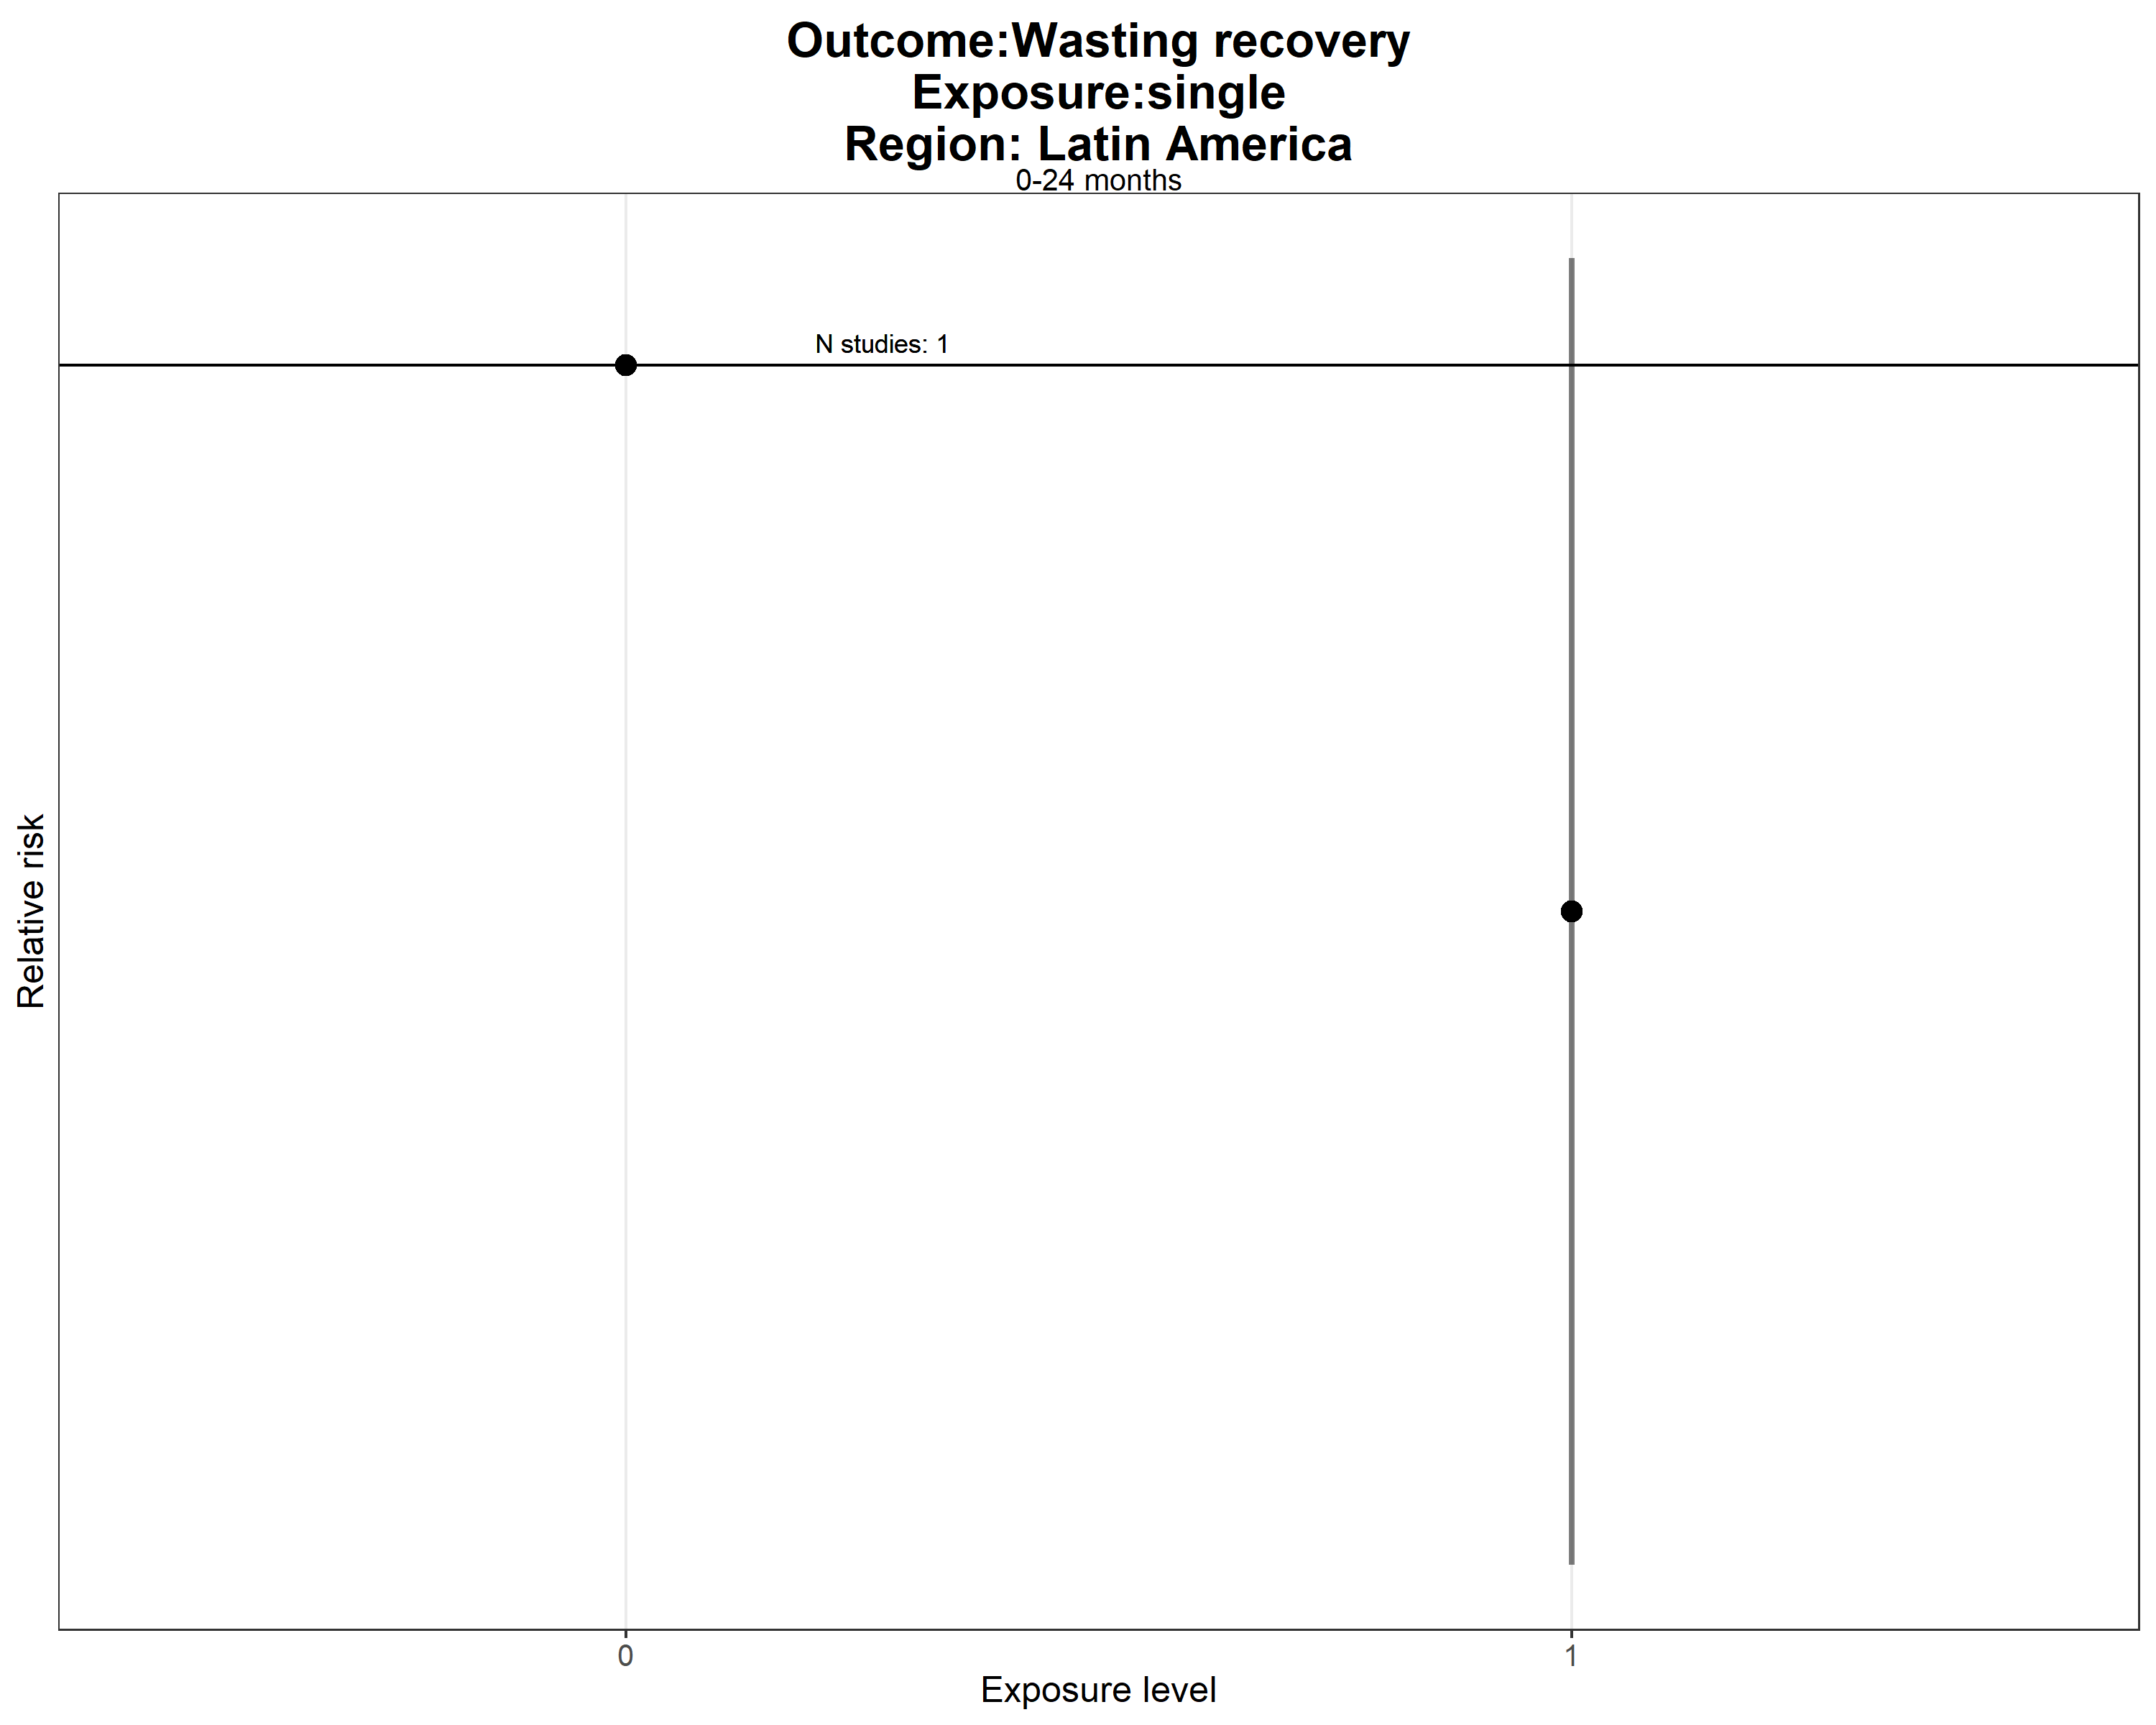 Outcome:Wasting recovery
Exposure:single
Region: Latin America
0-24 months
N studies: 1
Relative risk
0
1
Exposure level